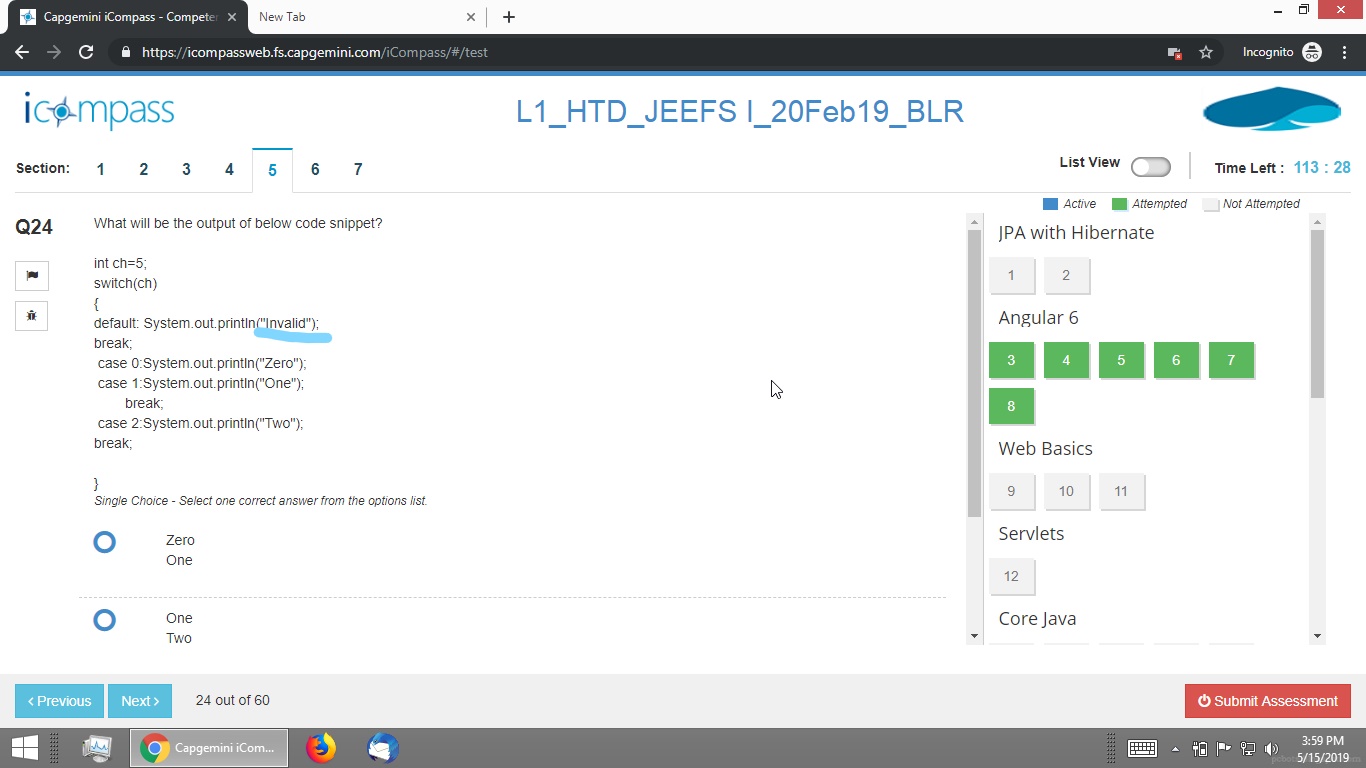 Capgemini iCompass - Competen
New Tab
https://icompassweb.fs.capgemini.com/iCompass/#/test
Incognito
icompass
L1_HTD_JEEFS I_20Feb19_BLR
Section: 1 2 3 4 5 6 7
List View
Time Left : 113 : 28
Active Attempted Not Attempted
Q24
What will be the output of below code snippet?
int ch=5;
switch(ch)
{
default: System.out.println("Invalid");
break;
case 0:System.out.println("Zero");
case 1:System.out.println("One");
break;
case 2:System.out.println("Two");
break;
}
Single Choice - Select one correct answer from the options list.
Zero
One
One
Two
JPA with Hibernate
1 2
Angular 6
3 4 5 6 7
8
Web Basics
9 10 11
Servlets
12
Core Java
‹ Previous
Next ›
24 out of 60
Submit Assessment
Capgemini iCom...
3:59 PM
5/15/2019